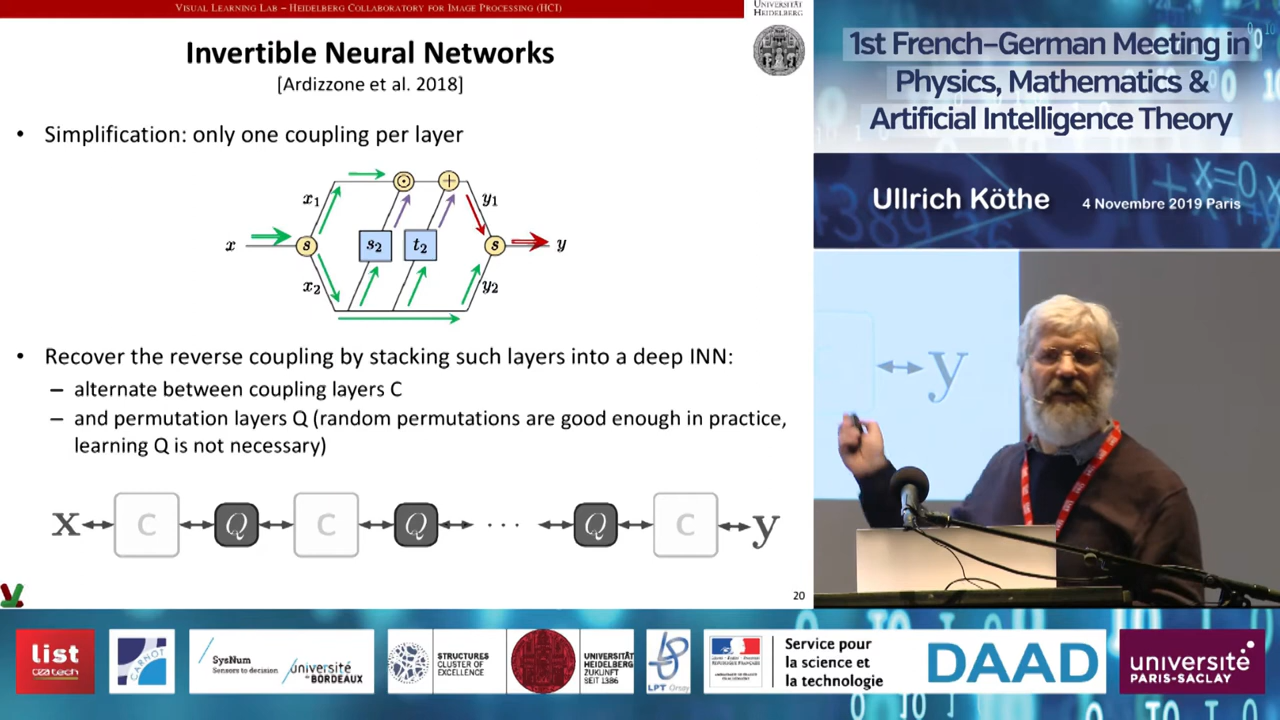 VISUAL LEARNING LAB – HEIDELBERG COLLABORATORY FOR IMAGE PROCESSING (HCI)
UNIVERSITÄT
HEIDELBERG
Invertible Neural Networks
[Ardizzone et al. 2018]
• Simplification: only one coupling per layer
x
s
x₁
x₂
s₂
t₂
⊙
+
y₁
y₂
s
y
• Recover the reverse coupling by stacking such layers into a deep INN:
– alternate between coupling layers C
– and permutation layers Q (random permutations are good enough in practice,
learning Q is not necessary)
x C Q C Q ··· Q C y
20
1st French–German Meeting in
Physics, Mathematics &
Artificial Intelligence Theory
Ullrich Köthe
4 Novembre 2019 Paris
y
list
ceatech
CARNOT
SysNum
Sensors to decision
université
de BORDEAUX
STRUCTURES
CLUSTER OF
EXCELLENCE
UNIVERSITÄT
HEIDELBERG
ZUKUNFT
SEIT 1386
LPT Orsay
Service pour
la science et
la technologie
DAAD
université
PARIS-SACLAY